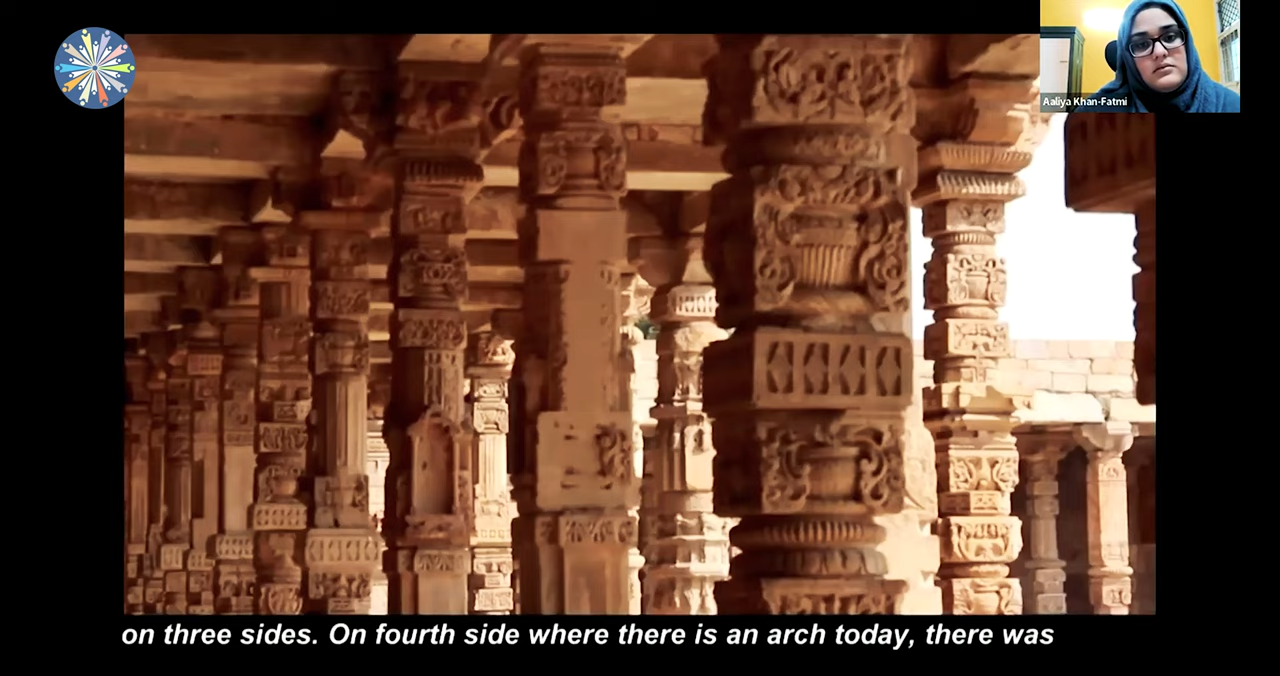 Aaliya Khan-Fatmi
on three sides. On fourth side where there is an arch today, there was